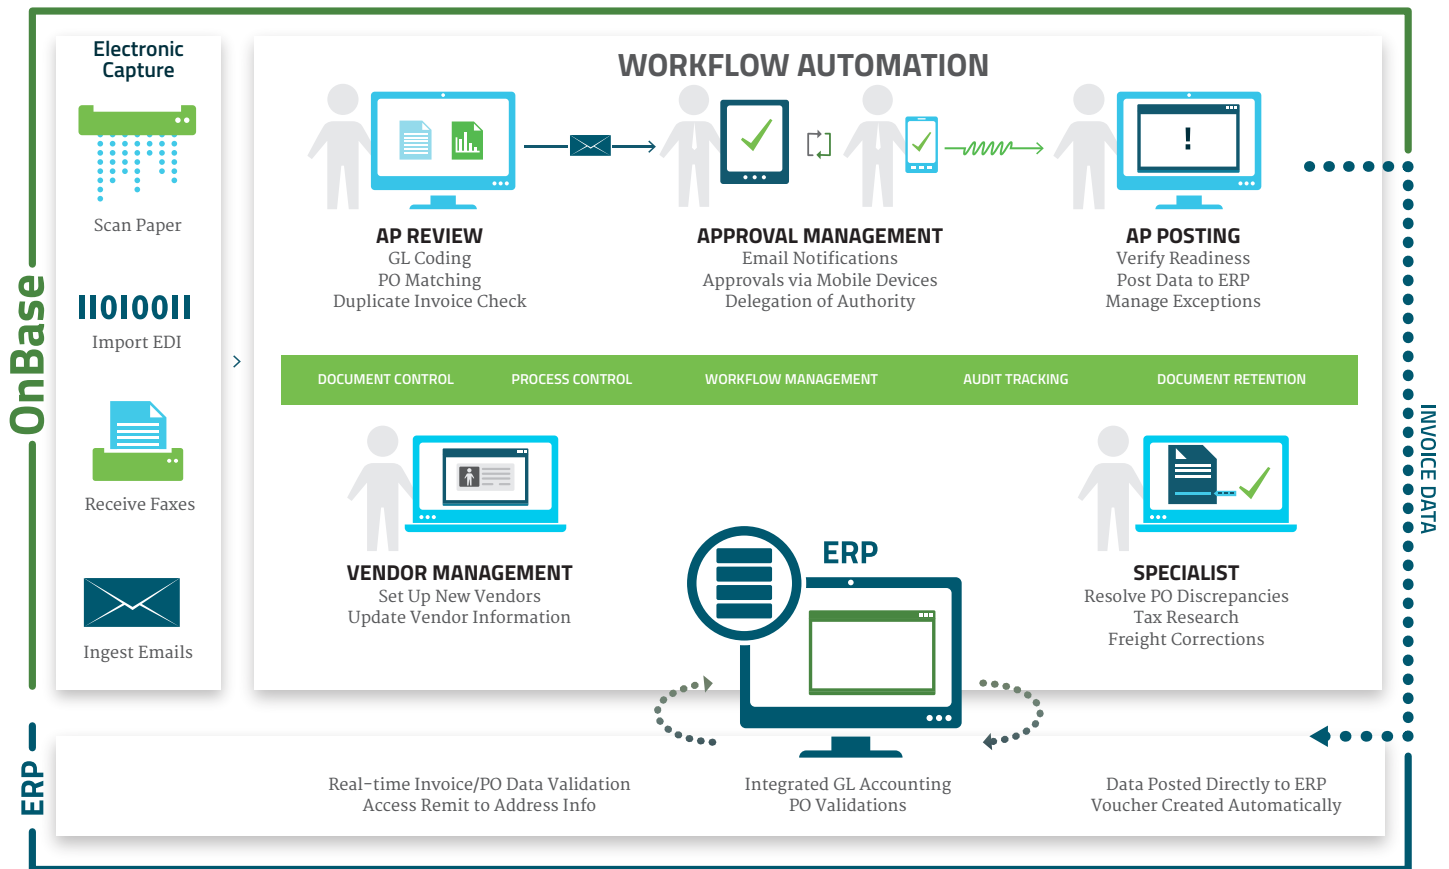 Electronic
Capture
Scan Paper
IIOIOOII
Import EDI
Receive Faxes
Ingest Emails
OnBase
WORKFLOW AUTOMATION
AP REVIEW
GL Coding
PO Matching
Duplicate Invoice Check
APPROVAL MANAGEMENT
Email Notifications
Approvals via Mobile Devices
Delegation of Authority
!
AP POSTING
Verify Readiness
Post Data to ERP
Manage Exceptions
DOCUMENT CONTROL
PROCESS CONTROL
WORKFLOW MANAGEMENT
AUDIT TRACKING
DOCUMENT RETENTION
VENDOR MANAGEMENT
Set Up New Vendors
Update Vendor Information
ERP
SPECIALIST
Resolve PO Discrepancies
Tax Research
Freight Corrections
INVOICE DATA
ERP
Real-time Invoice/PO Data Validation
Access Remit to Address Info
Integrated GL Accounting
PO Validations
Data Posted Directly to ERP
Voucher Created Automatically